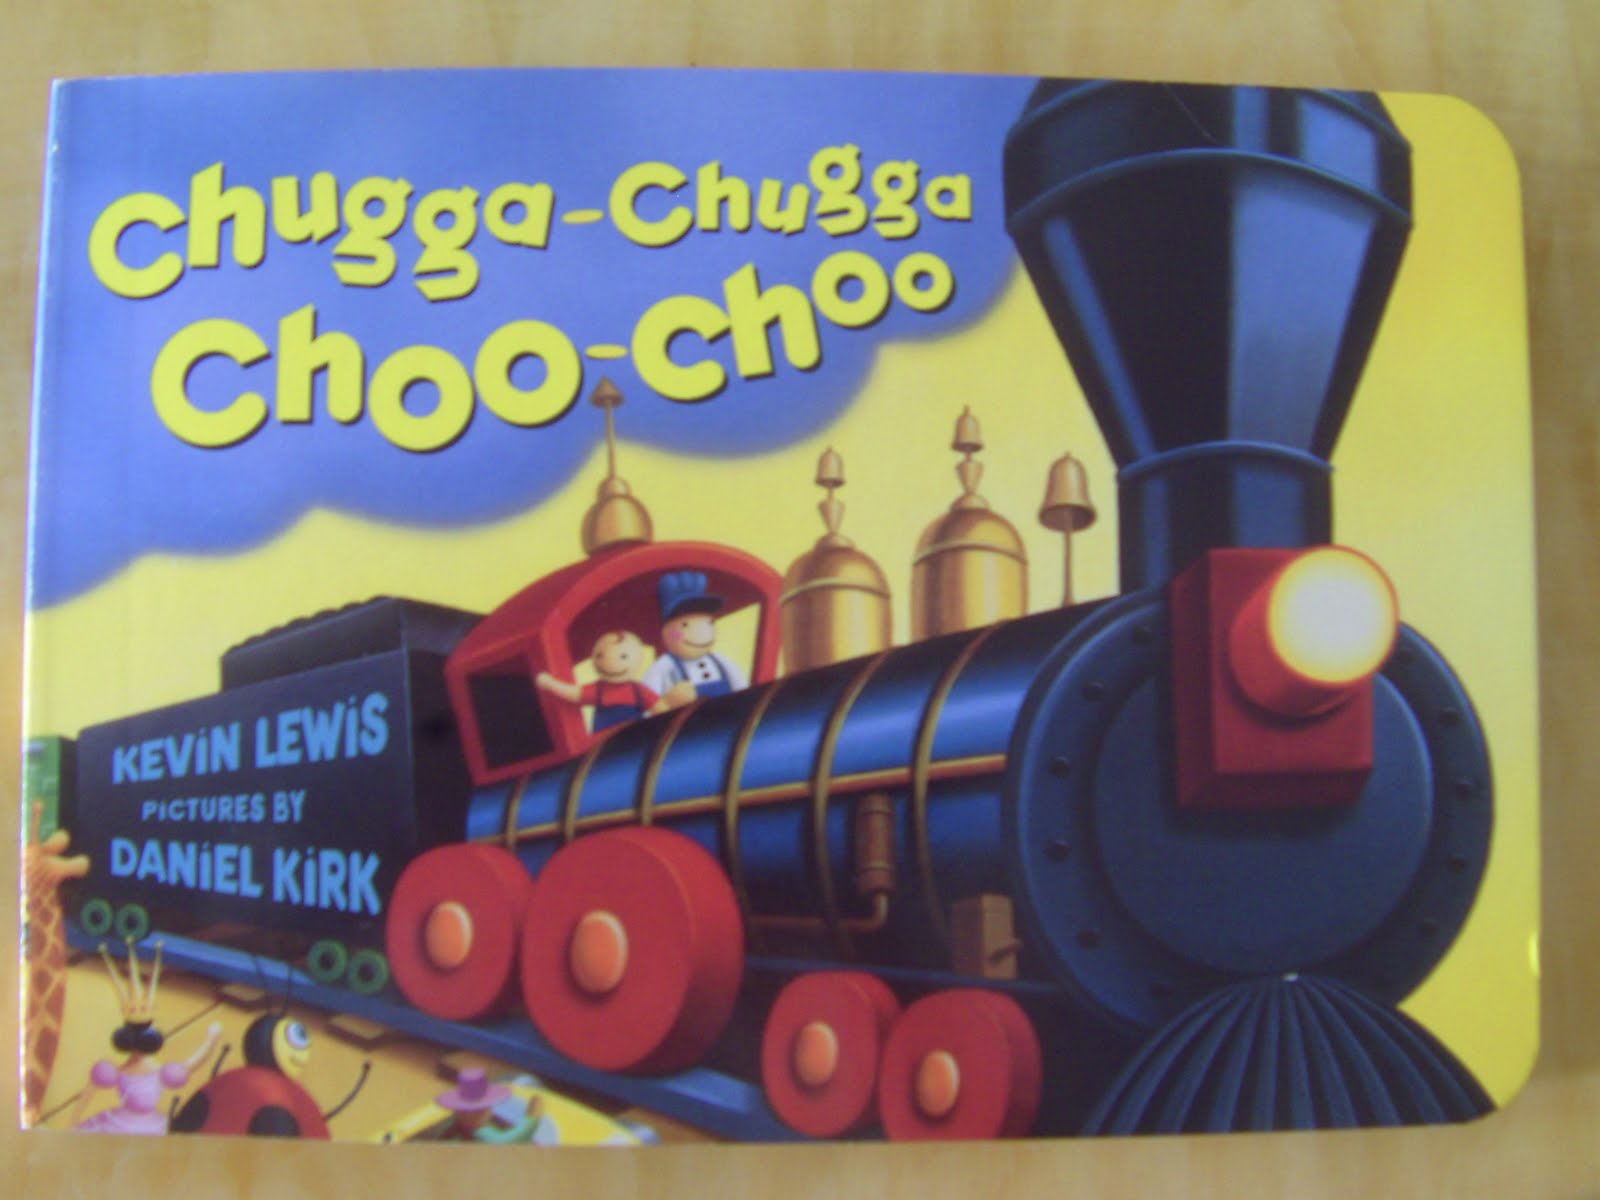 Chugga-Chugga
Choo-Choo
KEViN LEWiS
PiCTURES BY
DANiEL KiRK